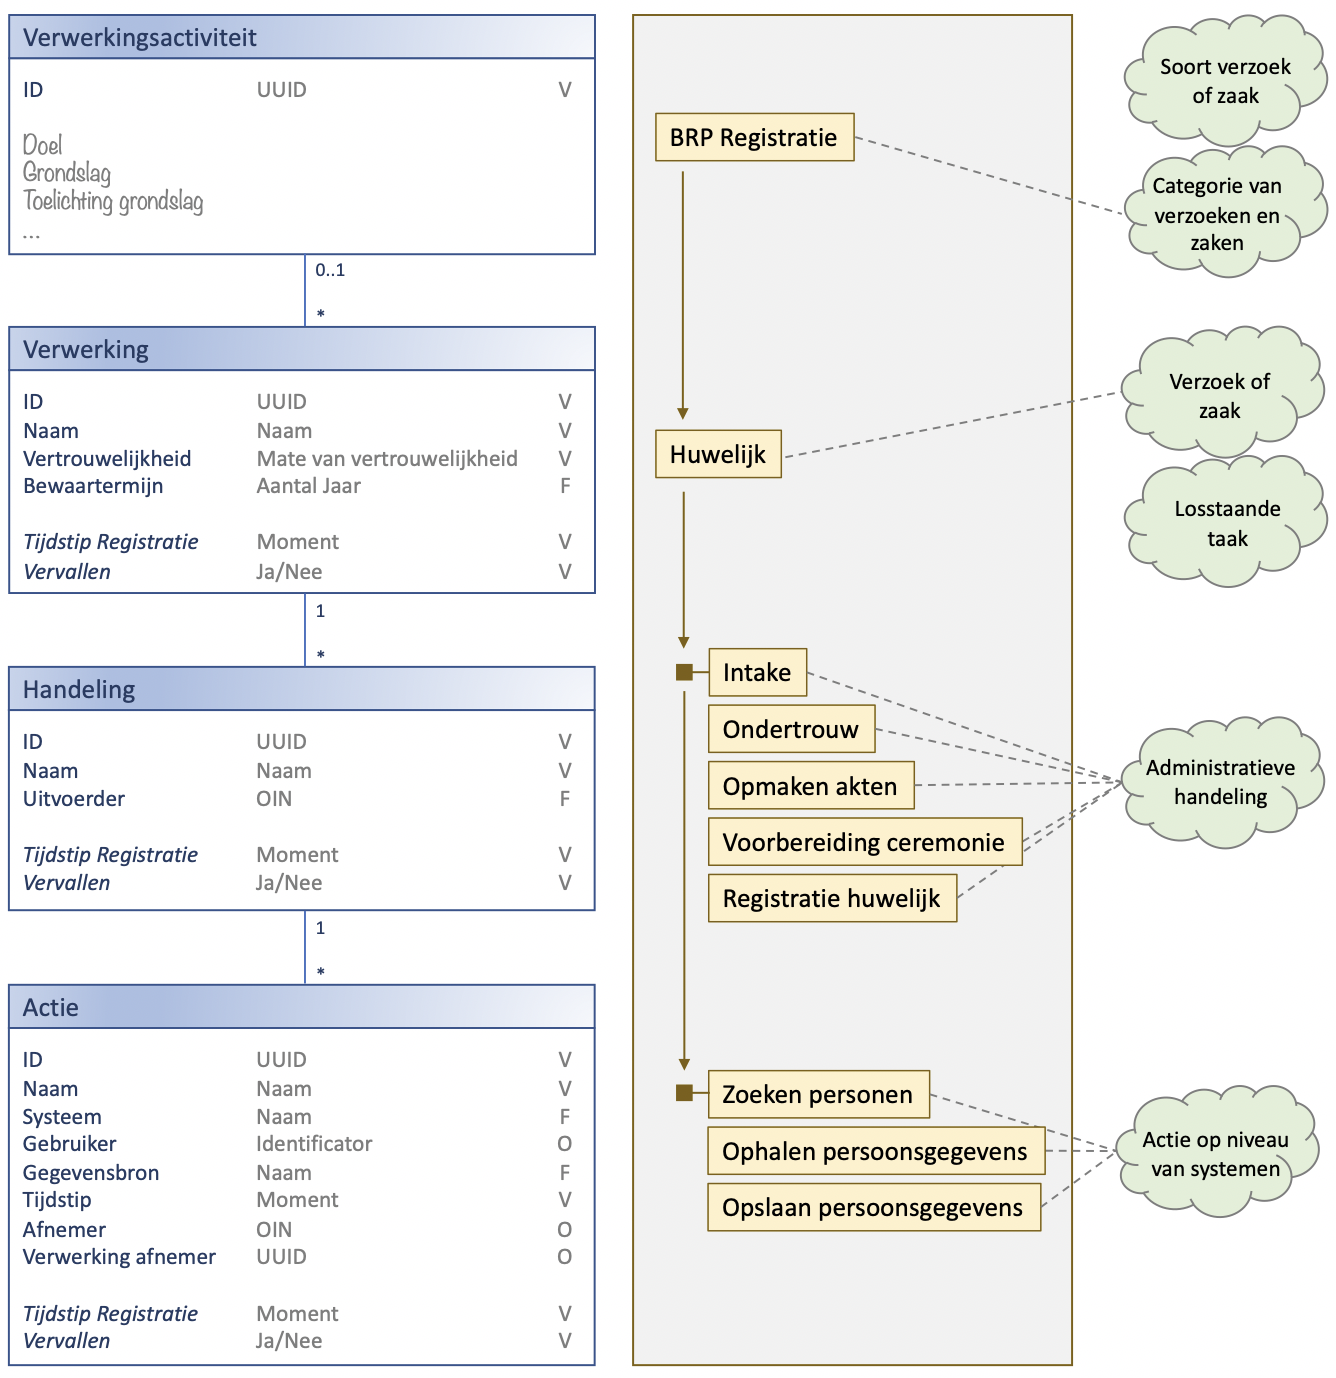 Verwerkingsactiviteit
ID UUID V
Doel
Grondslag
Toelichting grondslag
...
0..1
*
Verwerking
ID UUID V
Naam Naam V
Vertrouwelijkheid Mate van vertrouwelijkheid V
Bewaartermijn Aantal Jaar F
Tijdstip Registratie Moment V
Vervallen Ja/Nee V
1
*
Handeling
ID UUID V
Naam Naam V
Uitvoerder OIN F
Tijdstip Registratie Moment V
Vervallen Ja/Nee V
1
*
Actie
ID UUID V
Naam Naam V
Systeem Naam F
Gebruiker Identificator O
Gegevensbron Naam F
Tijdstip Moment V
Afnemer OIN O
Verwerking afnemer UUID O
Tijdstip Registratie Moment V
Vervallen Ja/Nee V
BRP Registratie
Huwelijk
Intake
Ondertrouw
Opmaken akten
Voorbereiding ceremonie
Registratie huwelijk
Zoeken personen
Ophalen persoonsgegevens
Opslaan persoonsgegevens
Soort verzoek
of zaak
Categorie van
verzoeken en
zaken
Verzoek of
zaak
Losstaande
taak
Administratieve
handeling
Actie op niveau
van systemen